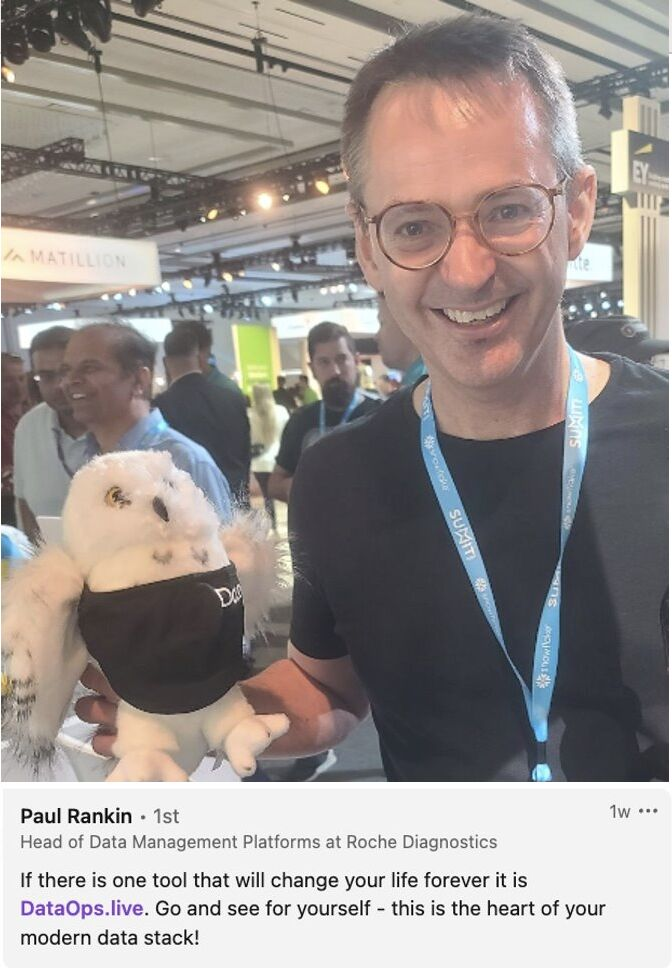 EY
MATILLION
SUMMIT
snowflake
SUMMIT
snowflake
snowflake
Paul Rankin • 1st
1w •••
Head of Data Management Platforms at Roche Diagnostics
If there is one tool that will change your life forever it is
DataOps.live. Go and see for yourself - this is the heart of your
modern data stack!